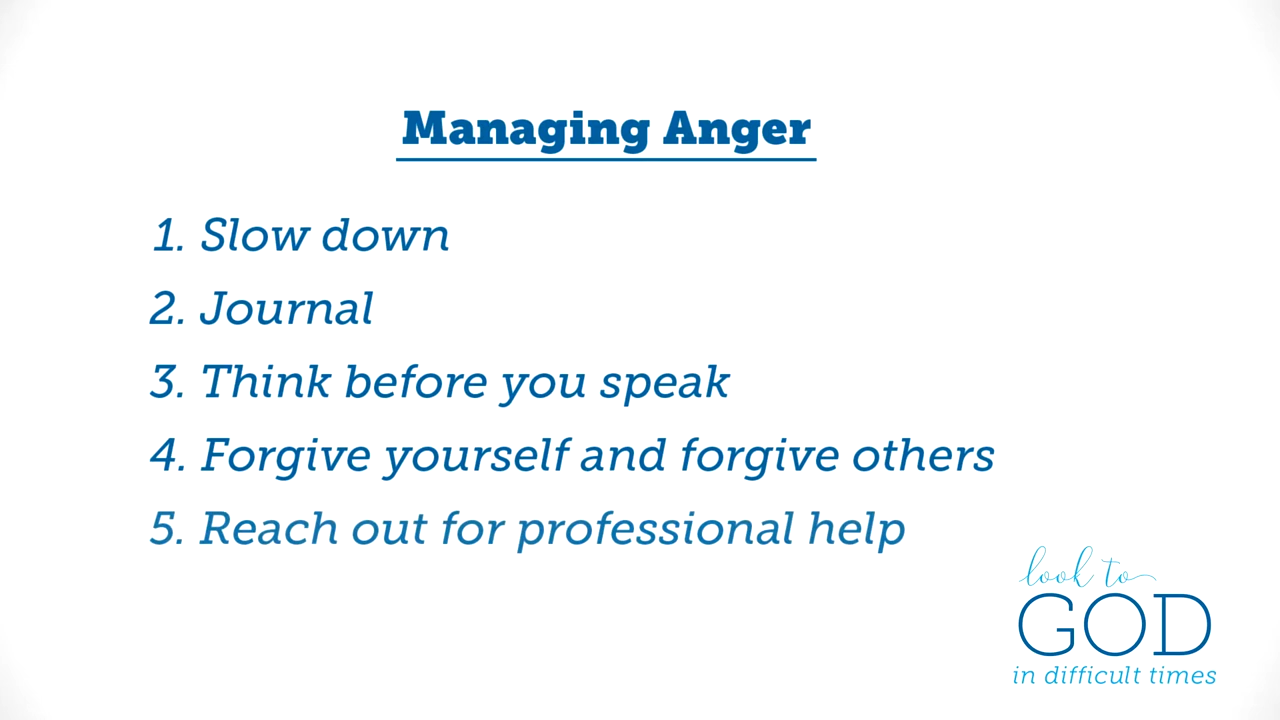 Managing Anger
1. Slow down
2. Journal
3. Think before you speak
4. Forgive yourself and forgive others
5. Reach out for professional help
look to
GOD
in difficult times